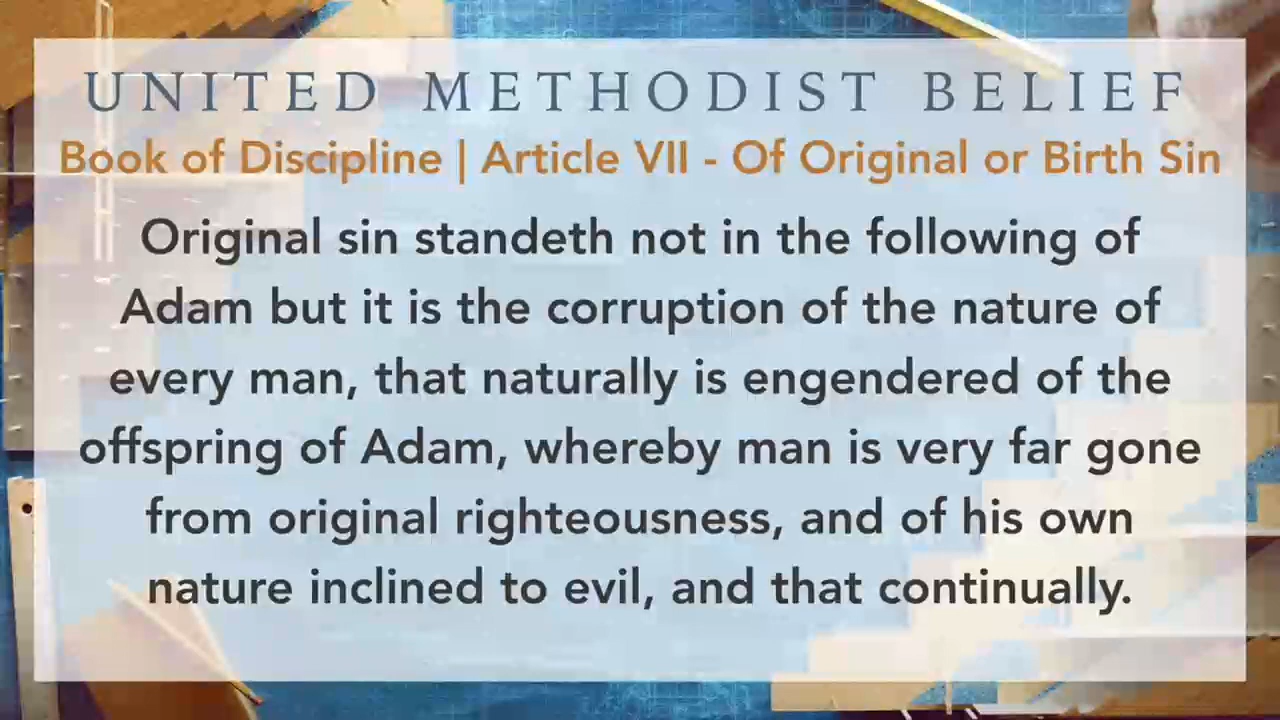 UNITED METHODIST BELIEF
Book of Discipline | Article VII - Of Original or Birth Sin
Original sin standeth not in the following of
Adam but it is the corruption of the nature of
every man, that naturally is engendered of the
offspring of Adam, whereby man is very far gone
from original righteousness, and of his own
nature inclined to evil, and that continually.